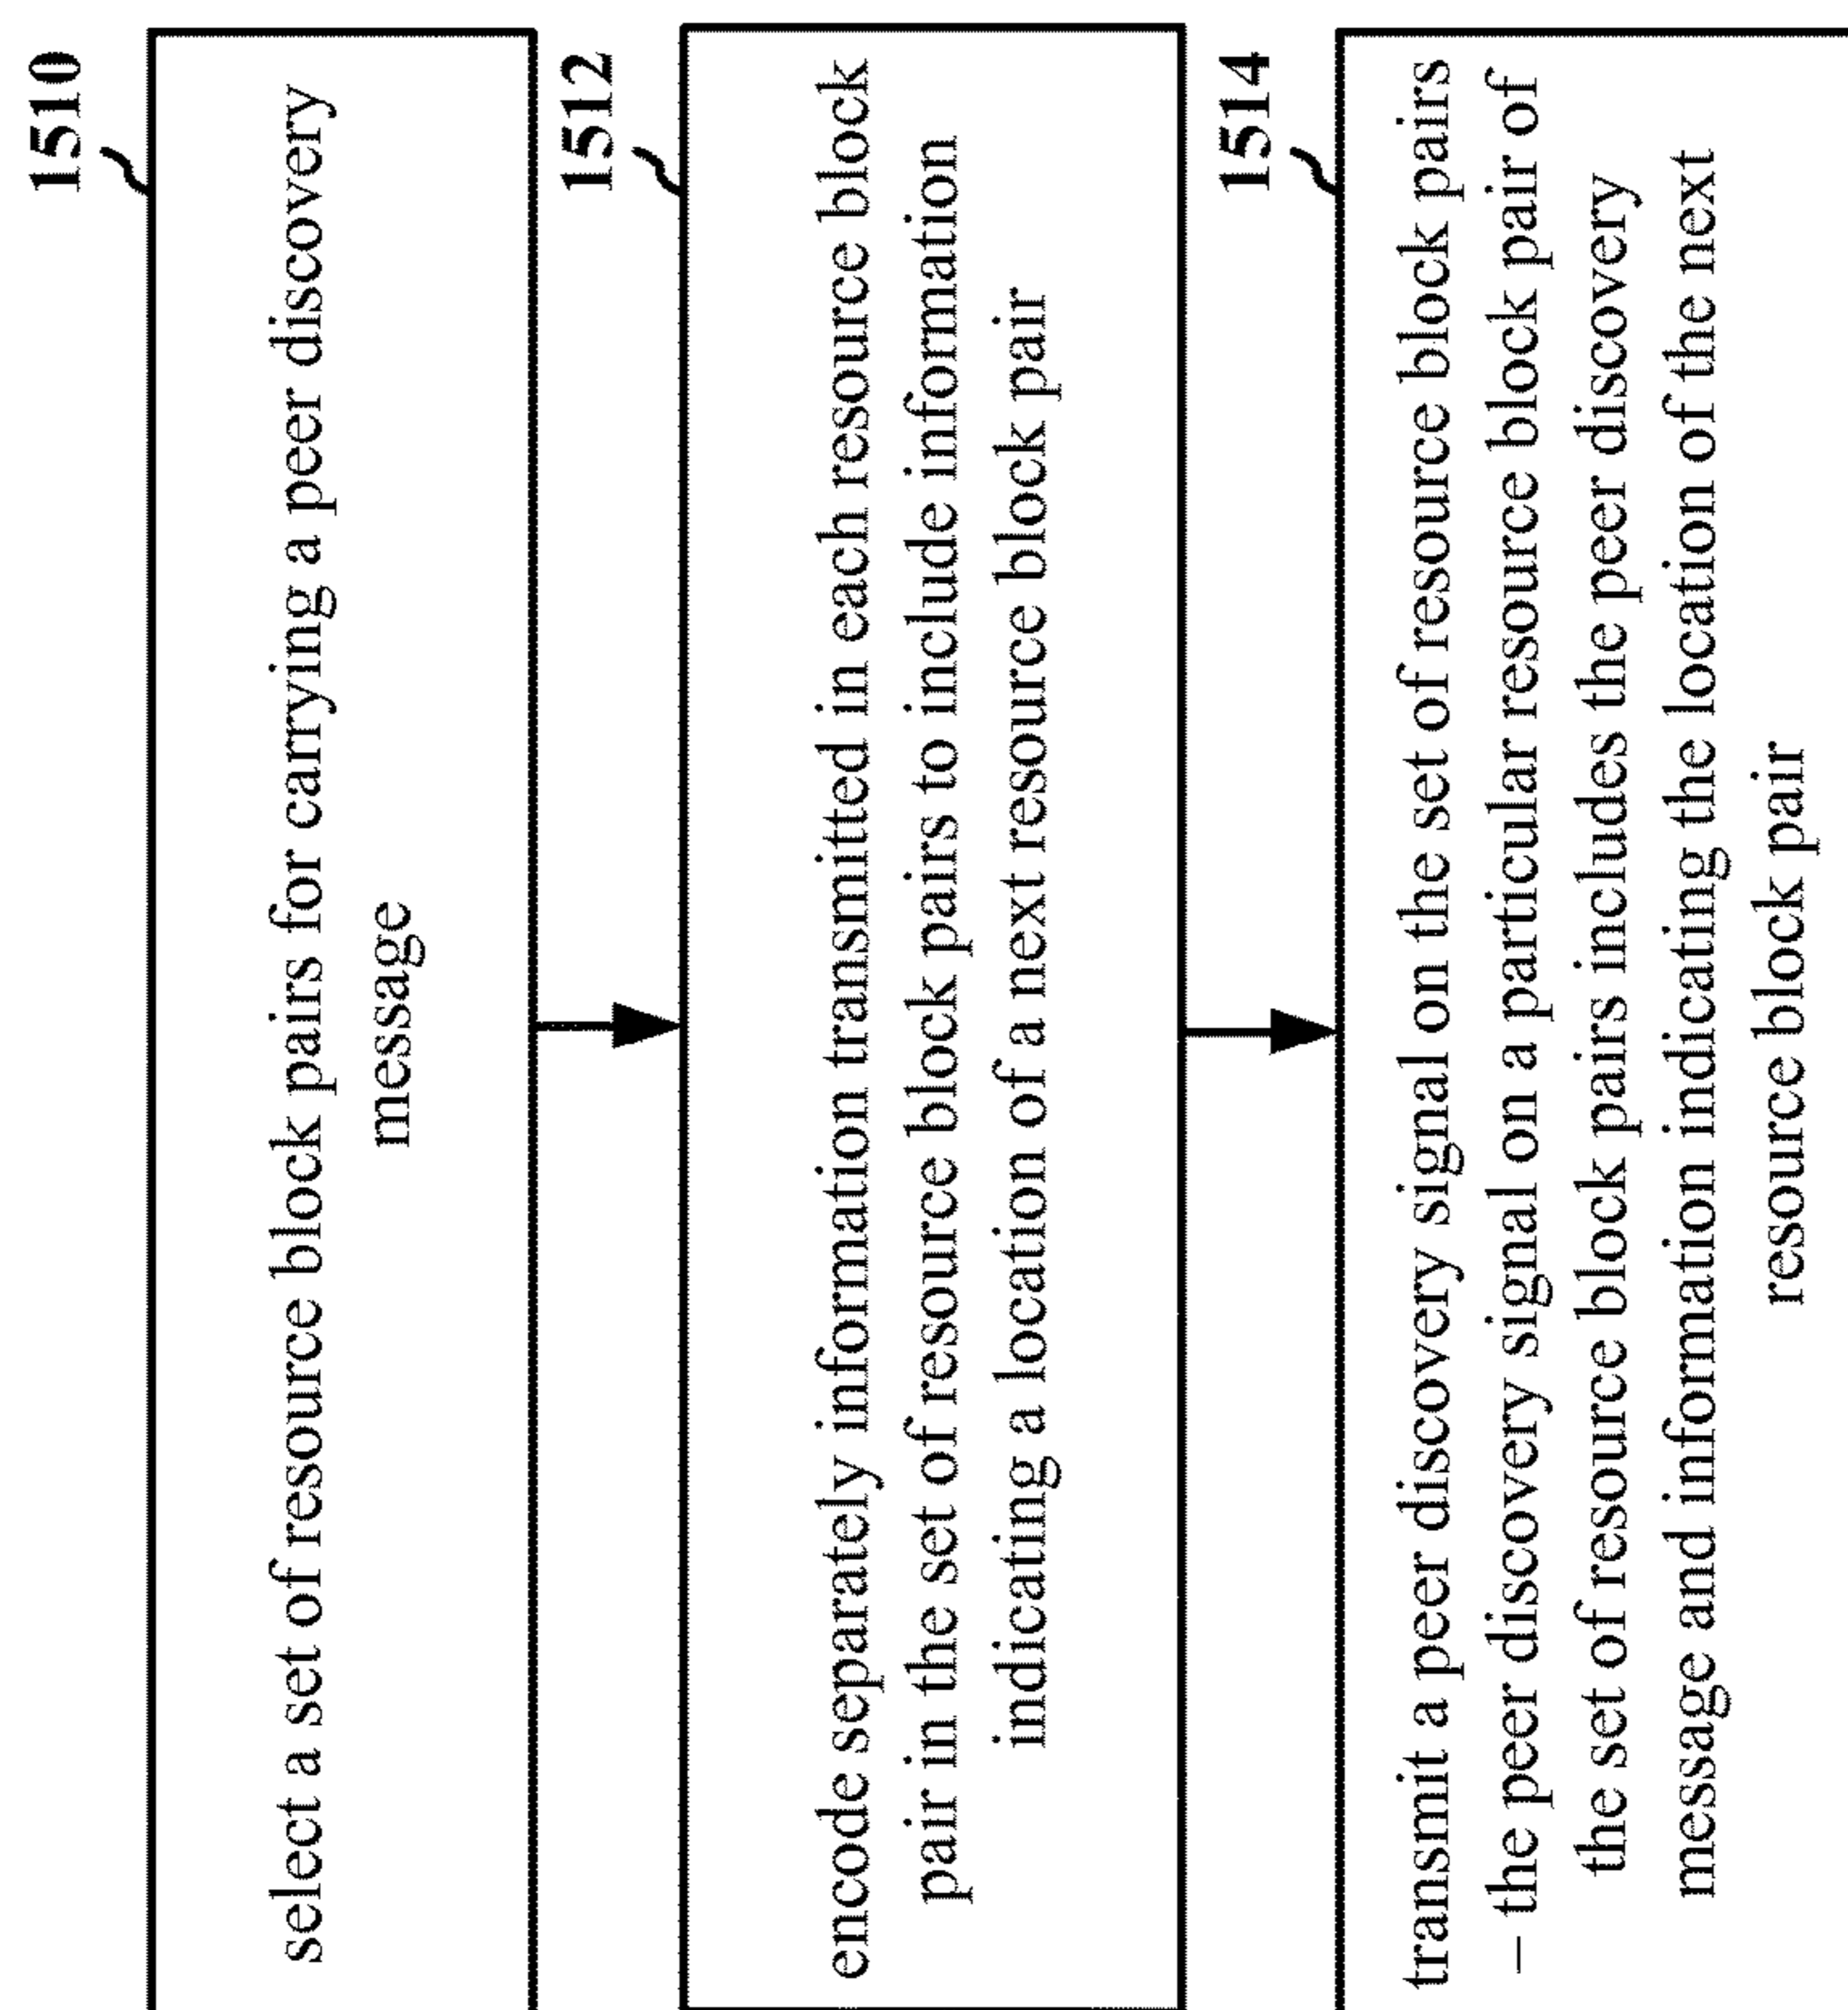 1510
select a set of resource block pairs for carrying a peer discovery
message
1512
encode separately information transmitted in each resource block
pair in the set of resource block pairs to include information
indicating a location of a next resource block pair
1514
transmit a peer discovery signal on the set of resource block pairs
– the peer discovery signal on a particular resource block pair of
the set of resource block pairs includes the peer discovery
message and information indicating the location of the next
resource block pair